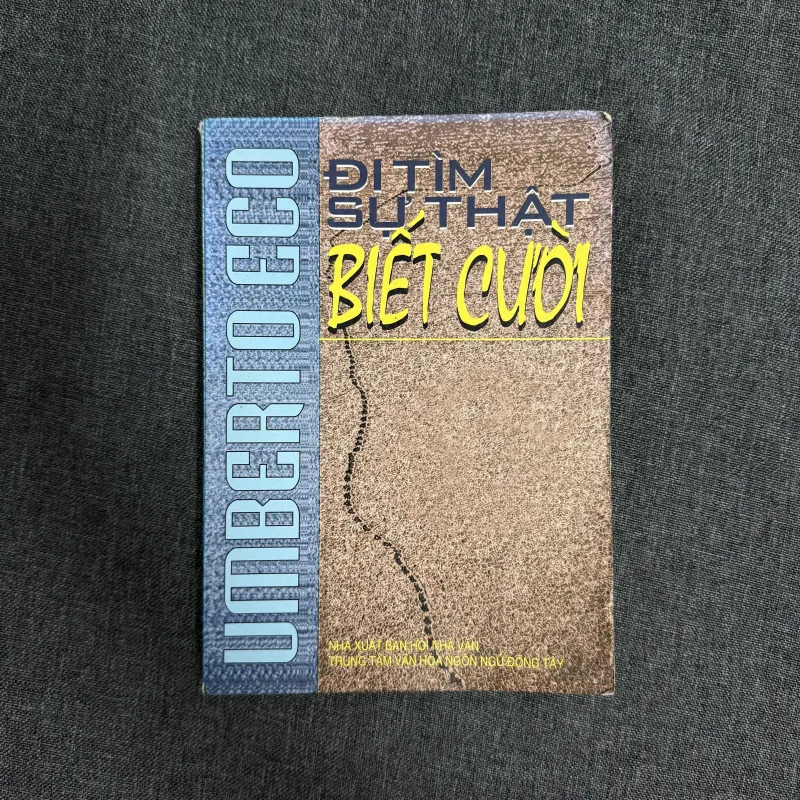 UMBERTO ECO
ĐI TÌM
SỰ THẬT
BIẾT CƯỜI
NHÀ XUẤT BẢN HỘI NHÀ VĂN
TRUNG TÂM VĂN HÓA NGÔN NGỮ ĐÔNG TÂY